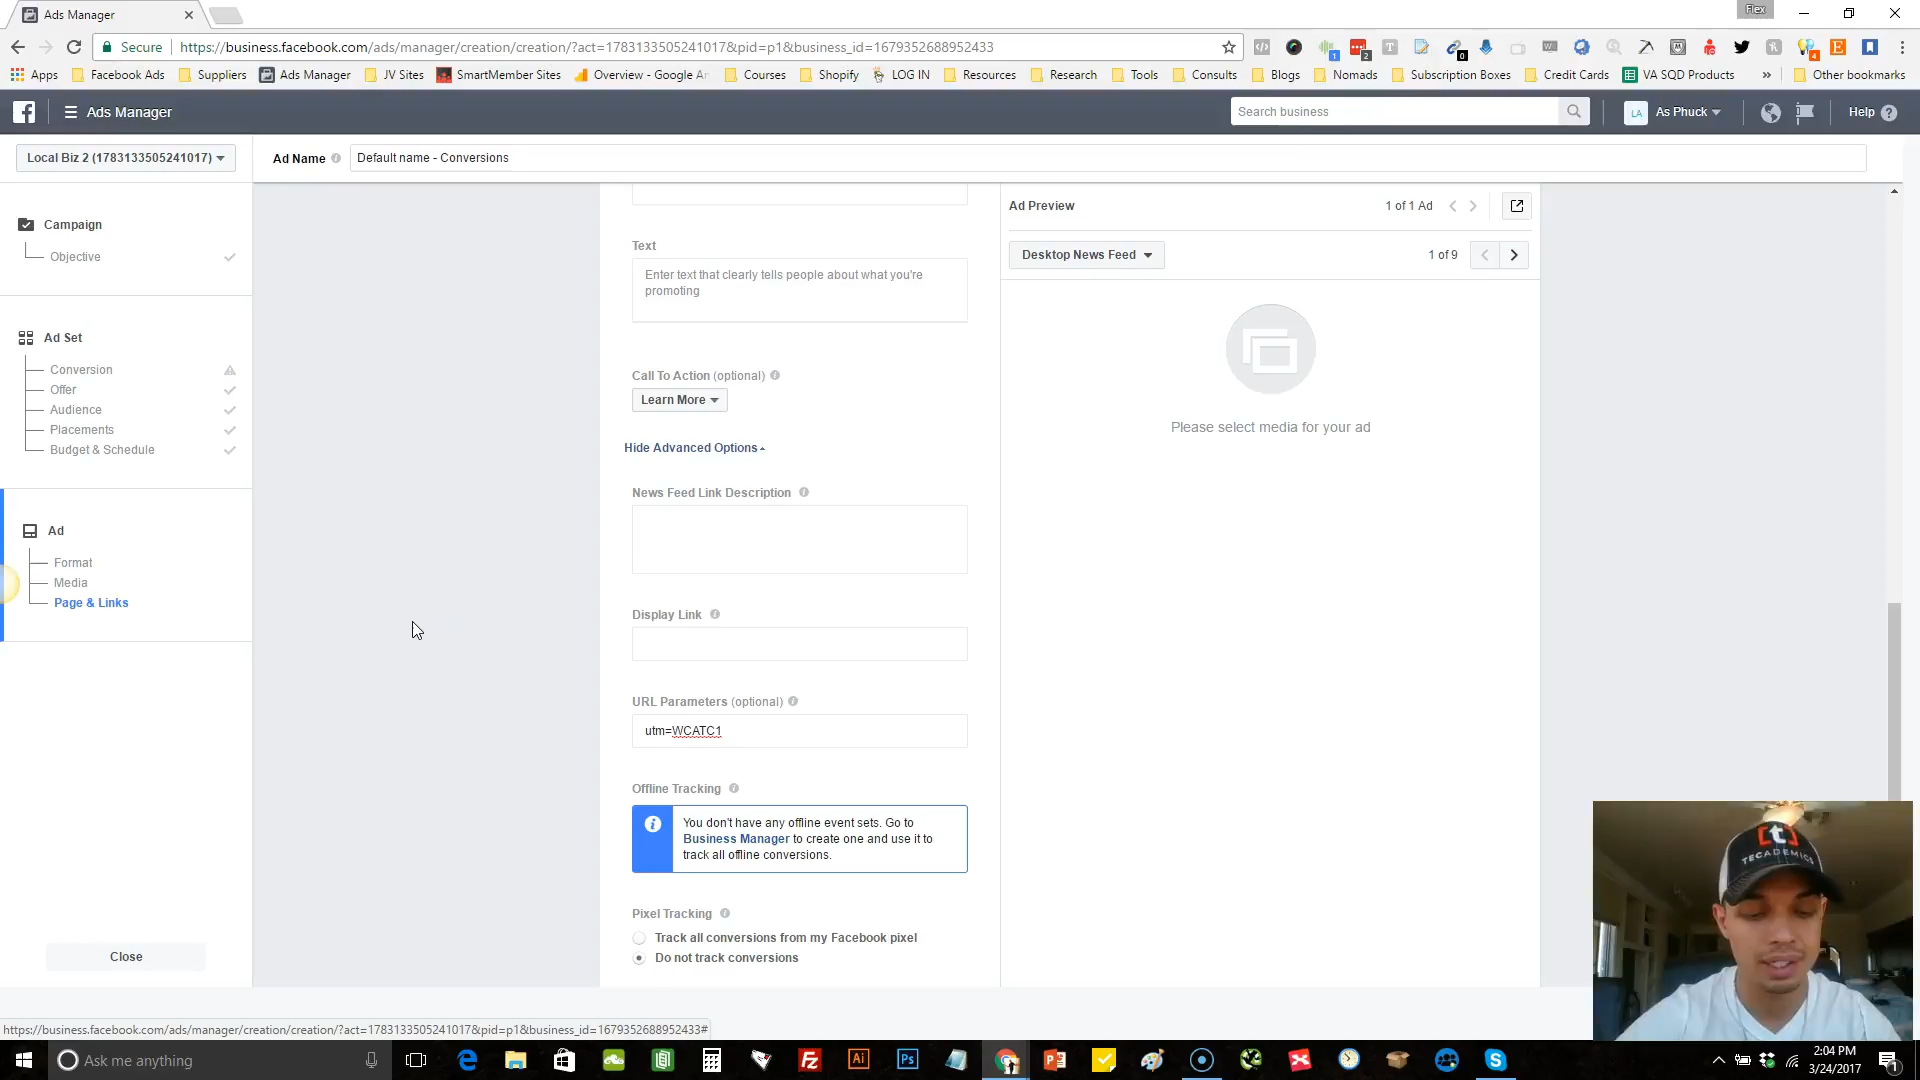 Ads Manager
Flex
Secure https://business.facebook.com/ads/manager/creation/creation/?act=1783133505241017&pid=p1&business_id=1679352688952433
Apps Facebook Ads Suppliers Ads Manager JV Sites SmartMember Sites Overview - Google An Courses Shopify LOG IN Resources Research Tools Consults Blogs Nomads Subscription Boxes Credit Cards VA SQD Products » Other bookmarks
Ads Manager
Search business
LA As Phuck
Help
Local Biz 2 (1783133505241017)
Ad Name Default name - Conversions
Campaign
Objective
Ad Set
Conversion
Offer
Audience
Placements
Budget & Schedule
Ad
Format
Media
Page & Links
Close
Text
Enter text that clearly tells people about what you're
promoting
Call To Action (optional)
Learn More
Hide Advanced Options
News Feed Link Description
Display Link
URL Parameters (optional)
utm=WCATC1
Offline Tracking
You don't have any offline event sets. Go to
Business Manager to create one and use it to
track all offline conversions.
Pixel Tracking
Track all conversions from my Facebook pixel
Do not track conversions
Ad Preview
1 of 1 Ad
Desktop News Feed
1 of 9
Please select media for your ad
[t]
TECADEMICS
https://business.facebook.com/ads/manager/creation/creation/?act=1783133505241017&pid=p1&business_id=1679352688952433#
Ask me anything
2:04 PM
3/24/2017